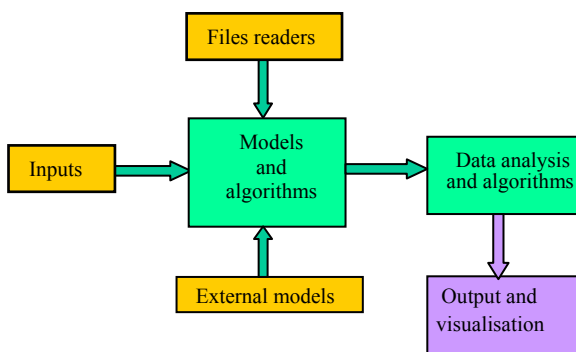 Files readers
Inputs
Models
and
algorithms
Data analysis
and algorithms
External models
Output and
visualisation